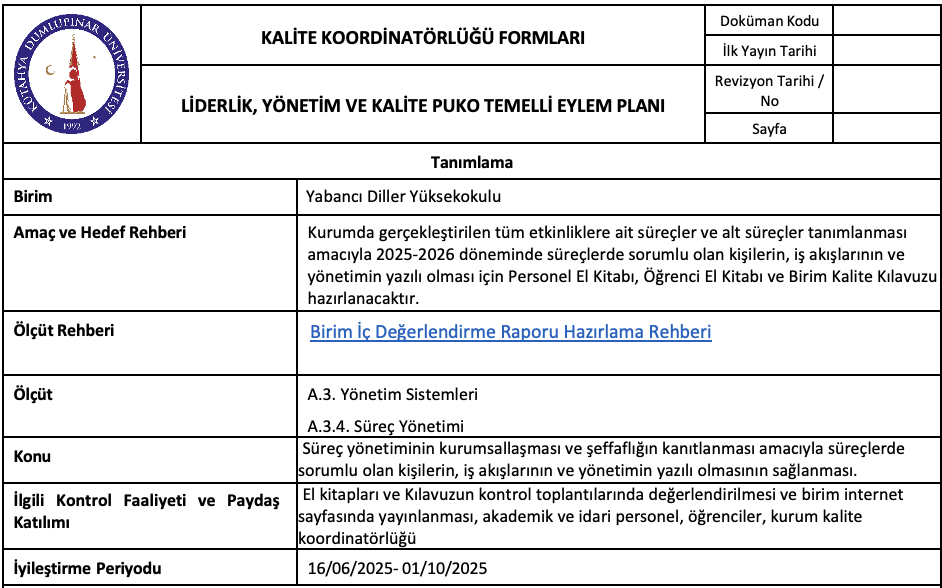 KÜTAHYA DUMLUPINAR ÜNİVERSİTESİ
1992
KALİTE KOORDİNATÖRLÜĞÜ FORMLARI
LİDERLİK, YÖNETİM VE KALİTE PUKO TEMELLİ EYLEM PLANI
Doküman Kodu
İlk Yayın Tarihi
Revizyon Tarihi /
No
Sayfa
Tanımlama
Birim
Yabancı Diller Yüksekokulu
Amaç ve Hedef Rehberi
Kurumda gerçekleştirilen tüm etkinliklere ait süreçler ve alt süreçler tanımlanması
amacıyla 2025-2026 döneminde süreçlerde sorumlu olan kişilerin, iş akışlarının ve
yönetimin yazılı olması için Personel El Kitabı, Öğrenci El Kitabı ve Birim Kalite Kılavuzu
hazırlanacaktır.
Ölçüt Rehberi
Birim İç Değerlendirme Raporu Hazırlama Rehberi
Ölçüt
A.3. Yönetim Sistemleri
A.3.4. Süreç Yönetimi
Konu
Süreç yönetiminin kurumsallaşması ve şeffaflığın kanıtlanması amacıyla süreçlerde
sorumlu olan kişilerin, iş akışlarının ve yönetimin yazılı olmasının sağlanması.
İlgili Kontrol Faaliyeti ve Paydaş
Katılımı
El kitapları ve Kılavuzun kontrol toplantılarında değerlendirilmesi ve birim internet
sayfasında yayınlanması, akademik ve idari personel, öğrenciler, kurum kalite
koordinatörlüğü
İyileştirme Periyodu
16/06/2025- 01/10/2025